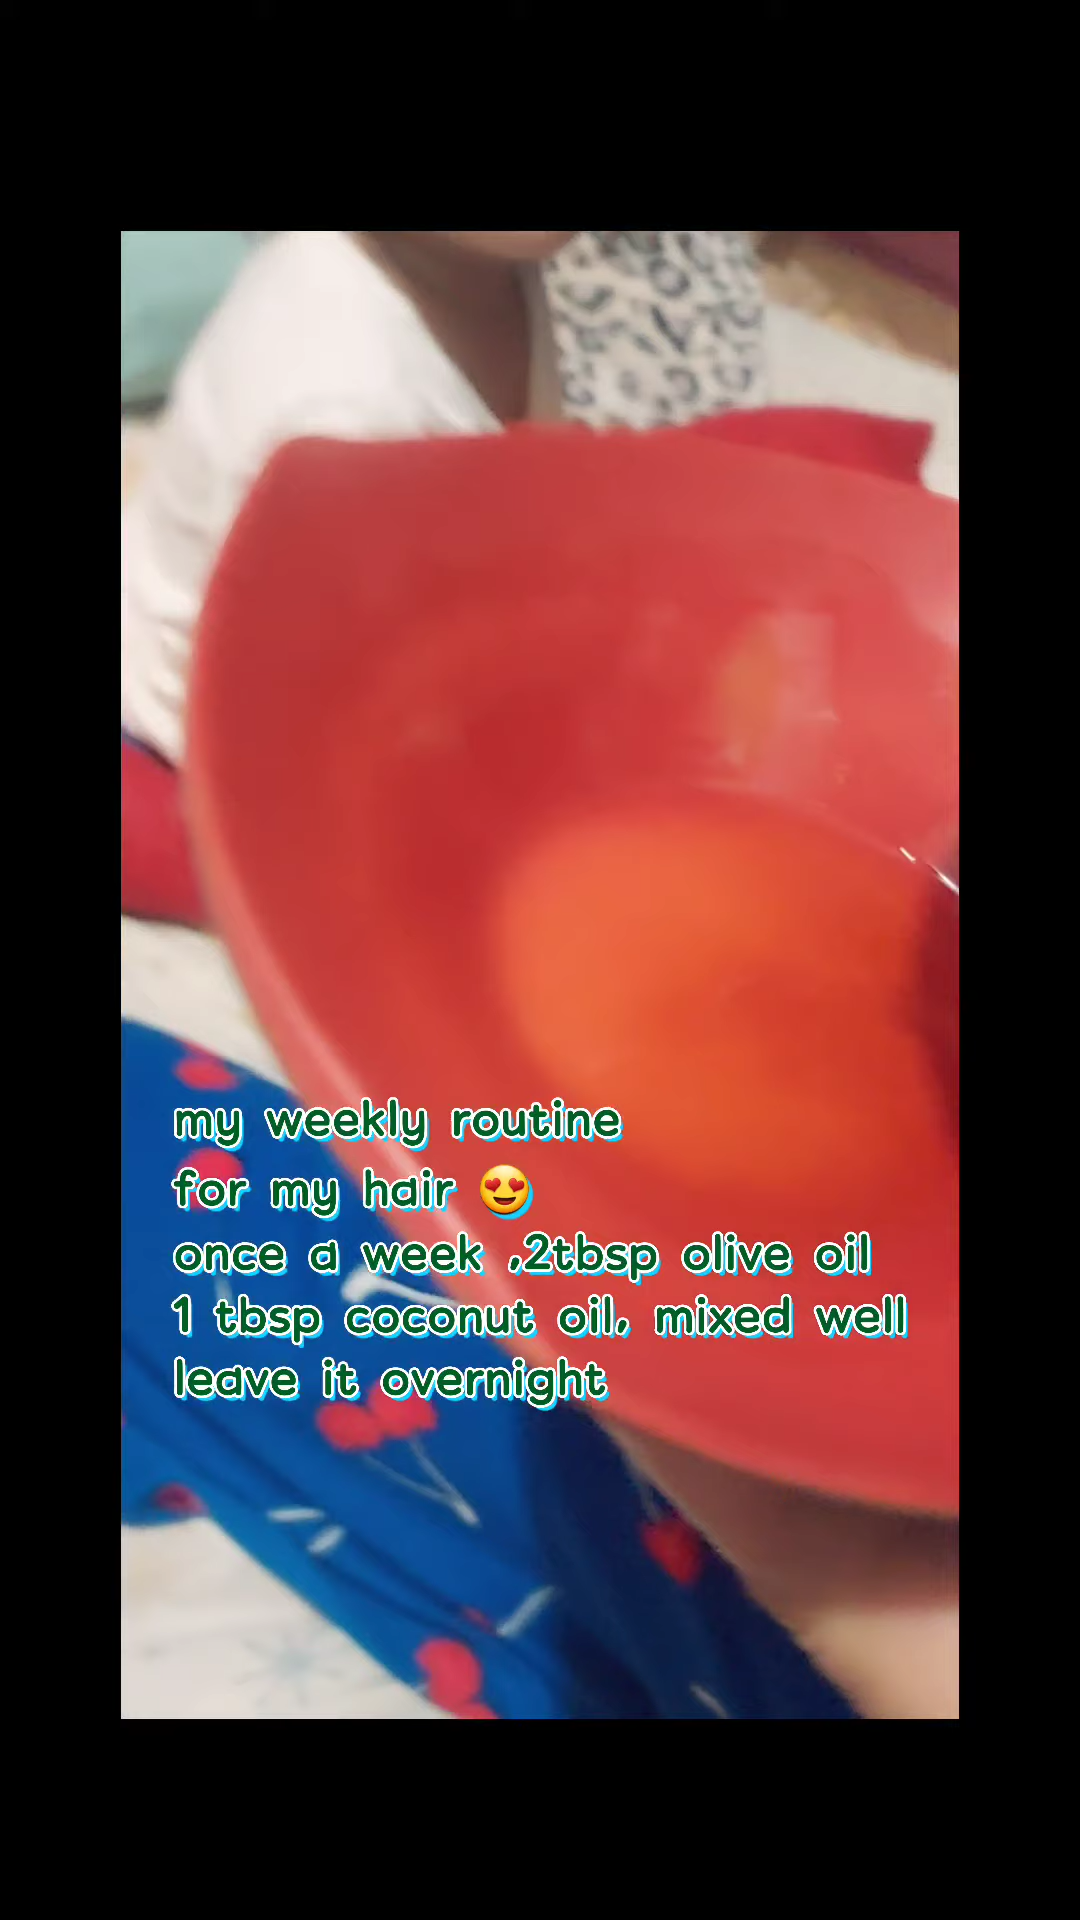 my weekly routine
for my hair 😍
once a week ,2tbsp olive oil
1 tbsp coconut oil, mixed well
leave it overnight